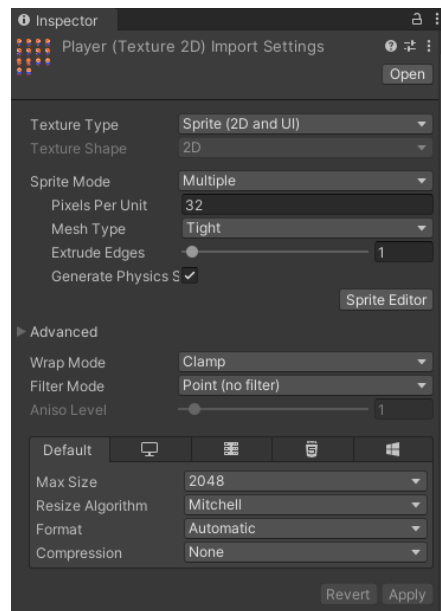 Inspector
Player (Texture 2D) Import Settings
Open
Texture Type Sprite (2D and UI)
Texture Shape 2D
Sprite Mode Multiple
Pixels Per Unit 32
Mesh Type Tight
Extrude Edges 1
Generate Physics S
Sprite Editor
Advanced
Wrap Mode Clamp
Filter Mode Point (no filter)
Aniso Level 1
Default
Max Size 2048
Resize Algorithm Mitchell
Format Automatic
Compression None
Revert Apply